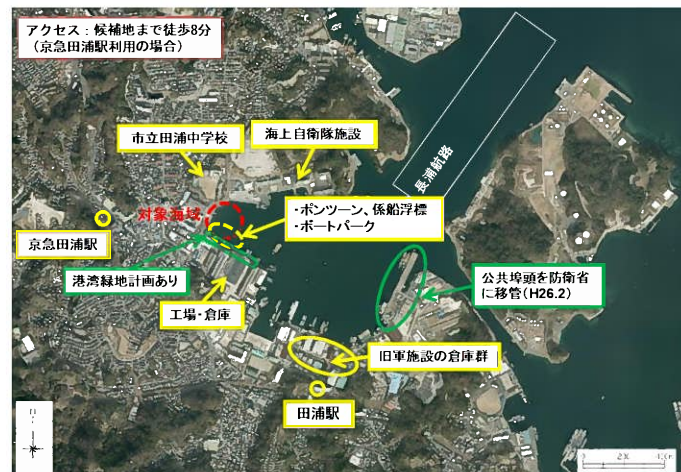 アクセス：候補地まで徒歩8分
（京急田浦駅利用の場合）
市立田浦中学校
海上自衛隊施設
長浦航路
対象海域
・ポンツーン、係船浮標
・ボートパーク
京急田浦駅
港湾緑地計画あり
公共埠頭を防衛省
に移管（H26.2）
工場・倉庫
旧軍施設の倉庫群
田浦駅